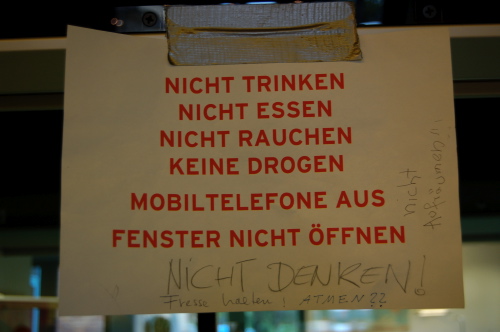 NICHT TRINKEN
NICHT ESSEN
NICHT RAUCHEN
KEINE DROGEN
MOBILTELEFONE AUS
FENSTER NICHT ÖFFNEN
NICHT DENKEN!
Fresse halten! ATMEN??
nicht